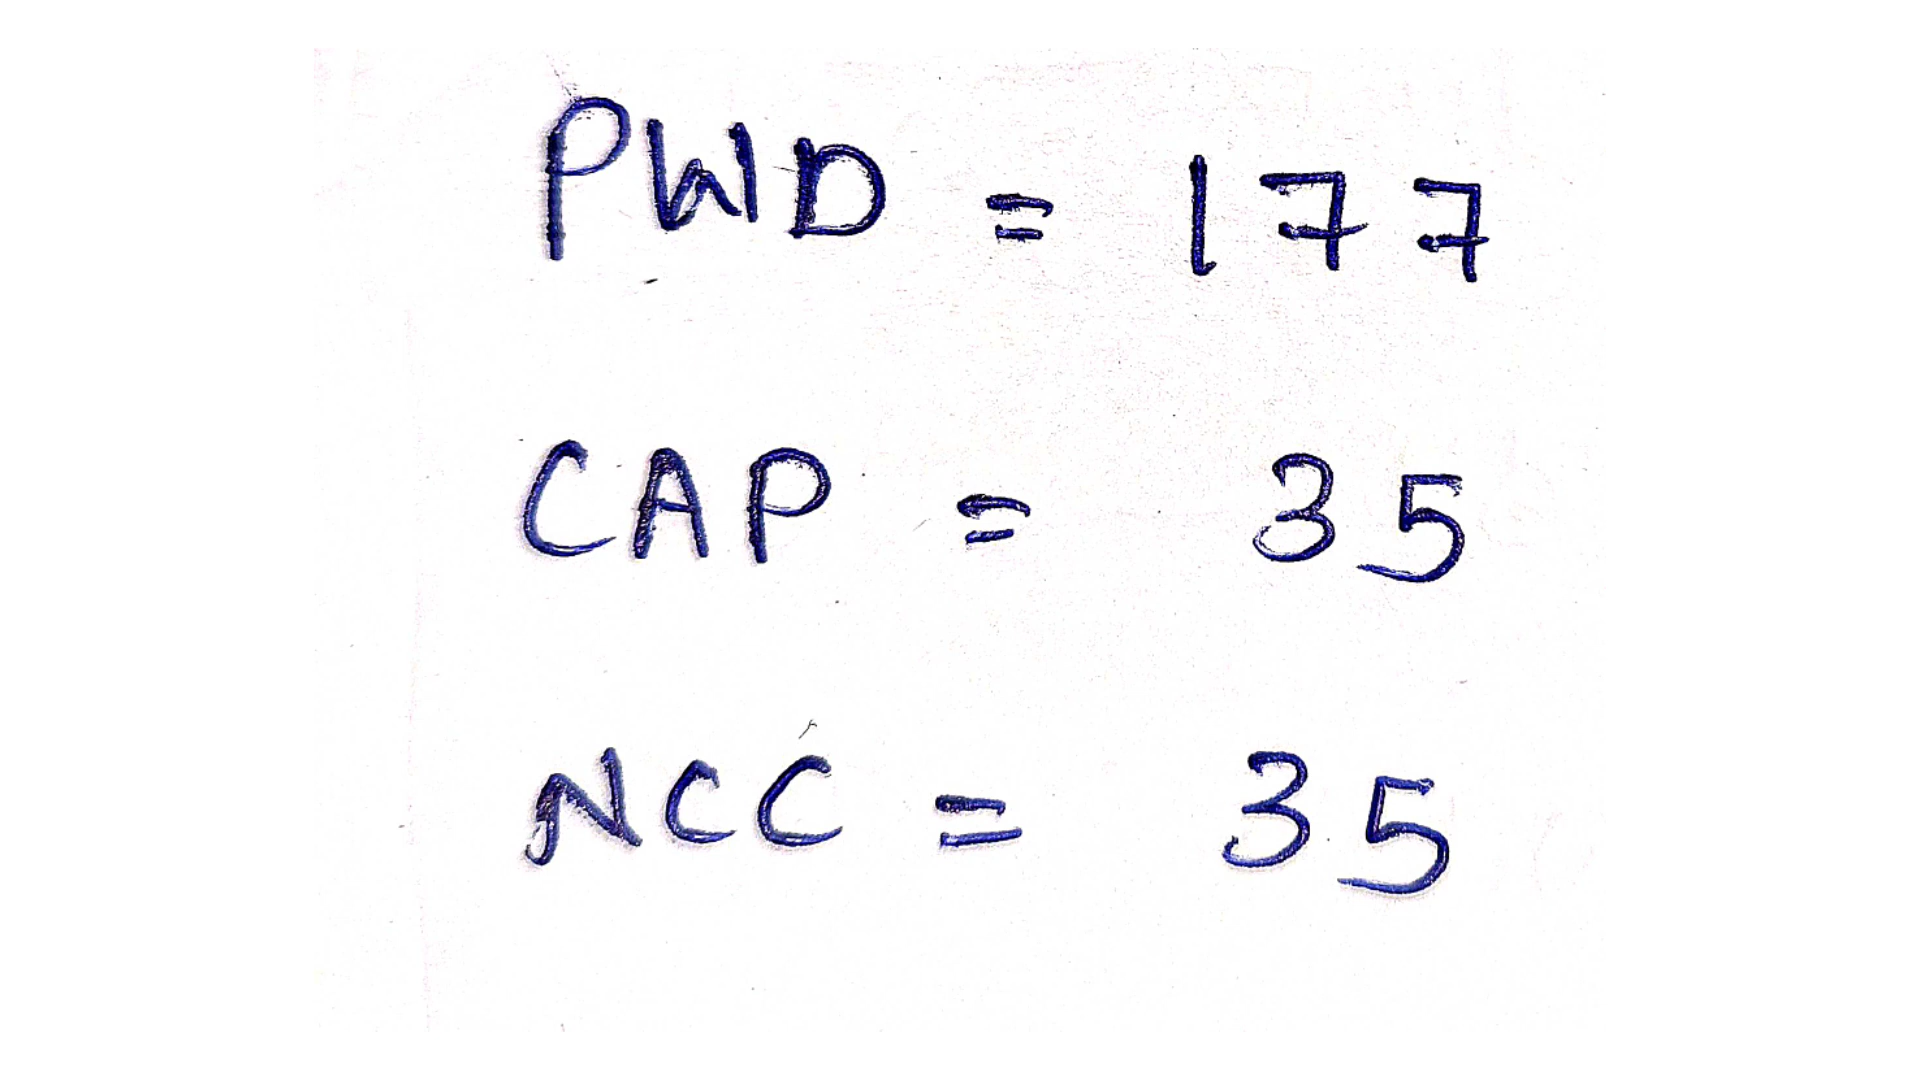 PWD = 177
CAP = 35
NCC = 35